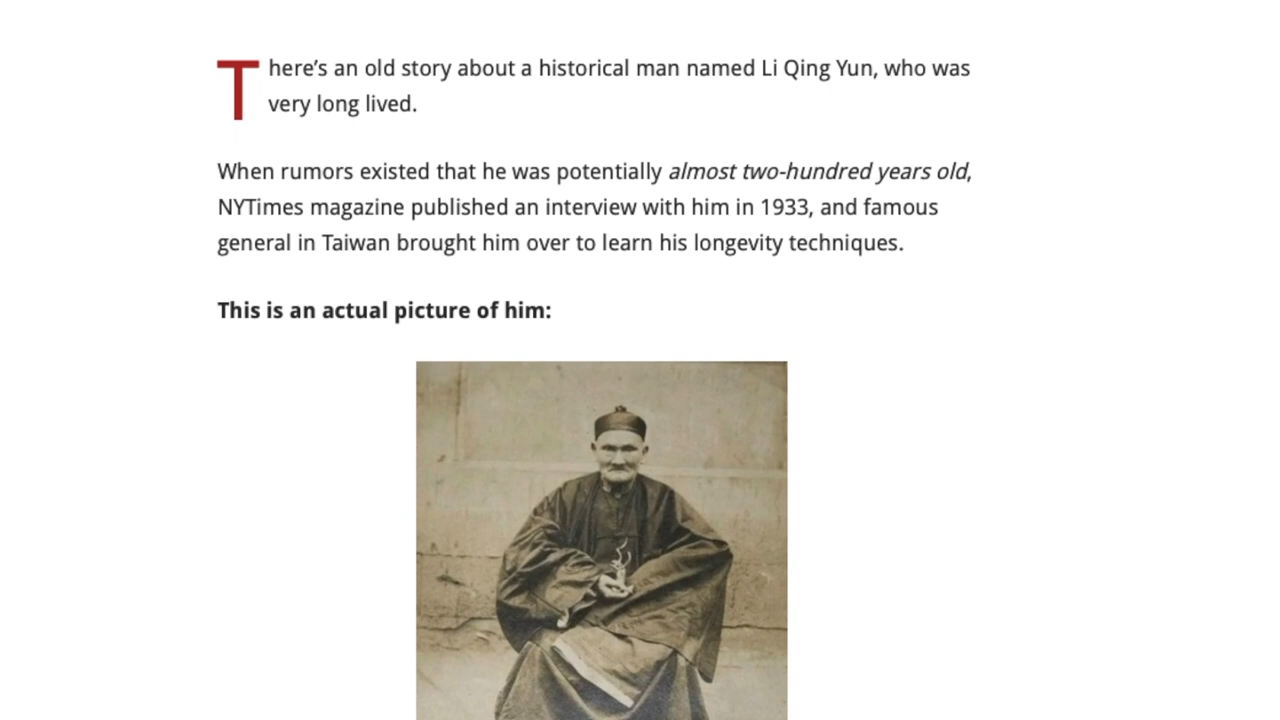 There’s an old story about a historical man named Li Qing Yun, who was
very long lived.
When rumors existed that he was potentially almost two-hundred years old,
NYTimes magazine published an interview with him in 1933, and famous
general in Taiwan brought him over to learn his longevity techniques.
This is an actual picture of him: